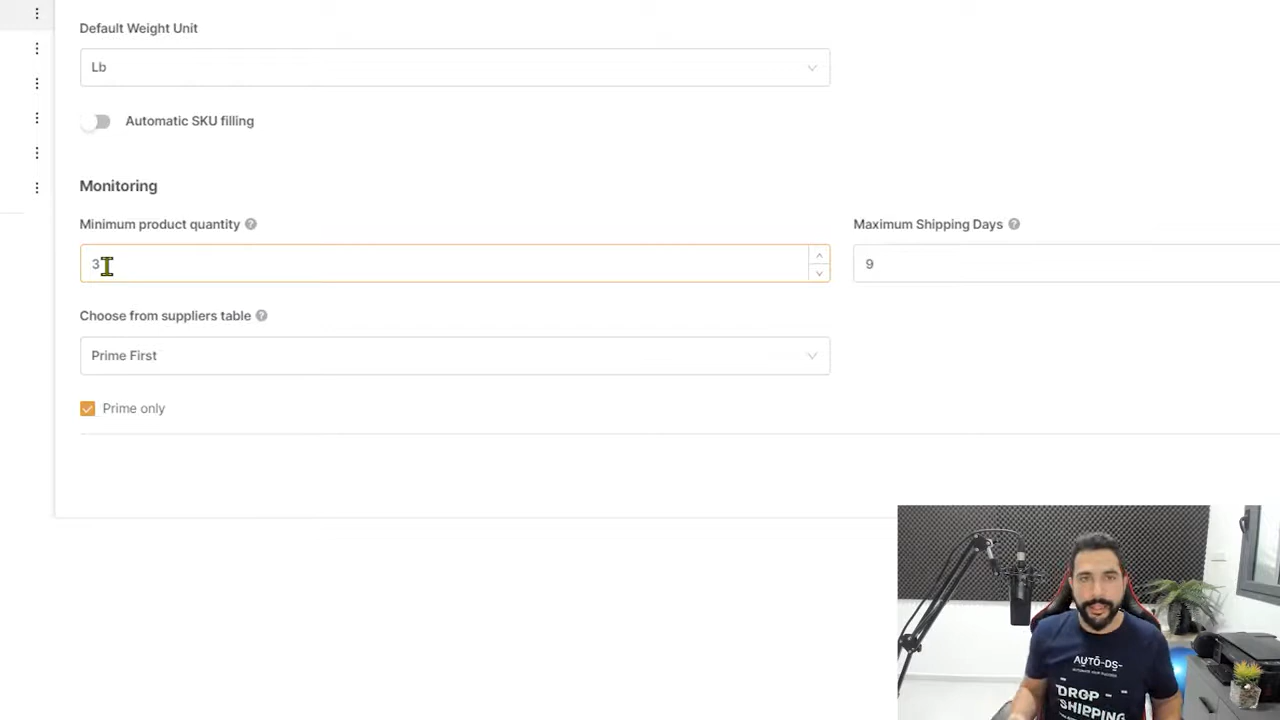 Default Weight Unit
Lb
Automatic SKU filling
Monitoring
Minimum product quantity
Maximum Shipping Days
3
9
Choose from suppliers table
Prime First
Prime only
AUTO-DS-
DROP
SHIPPING